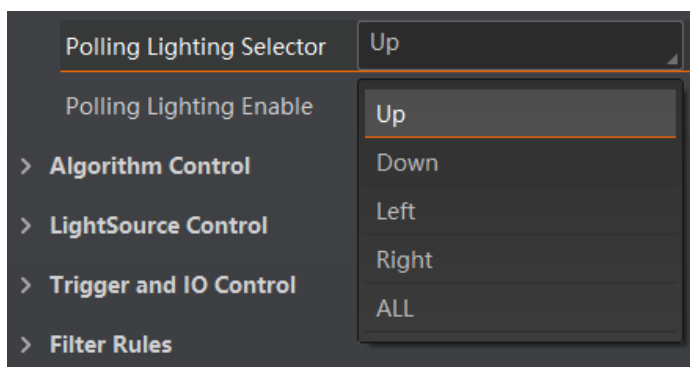 Polling Lighting Selector Up
Polling Lighting Enable
Up
Down
Left
Right
ALL
> Algorithm Control
> LightSource Control
> Trigger and IO Control
> Filter Rules